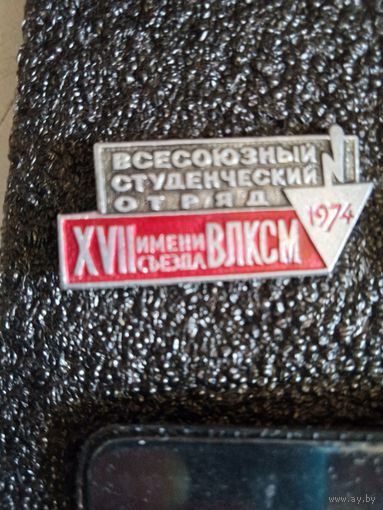 ВСЕСОЮЗНЫЙ
СТУДЕНЧЕСКИЙ
ОТРЯД
1974
XVII ИМЕНИ СЪЕЗДА ВЛКСМ
www.ay.by